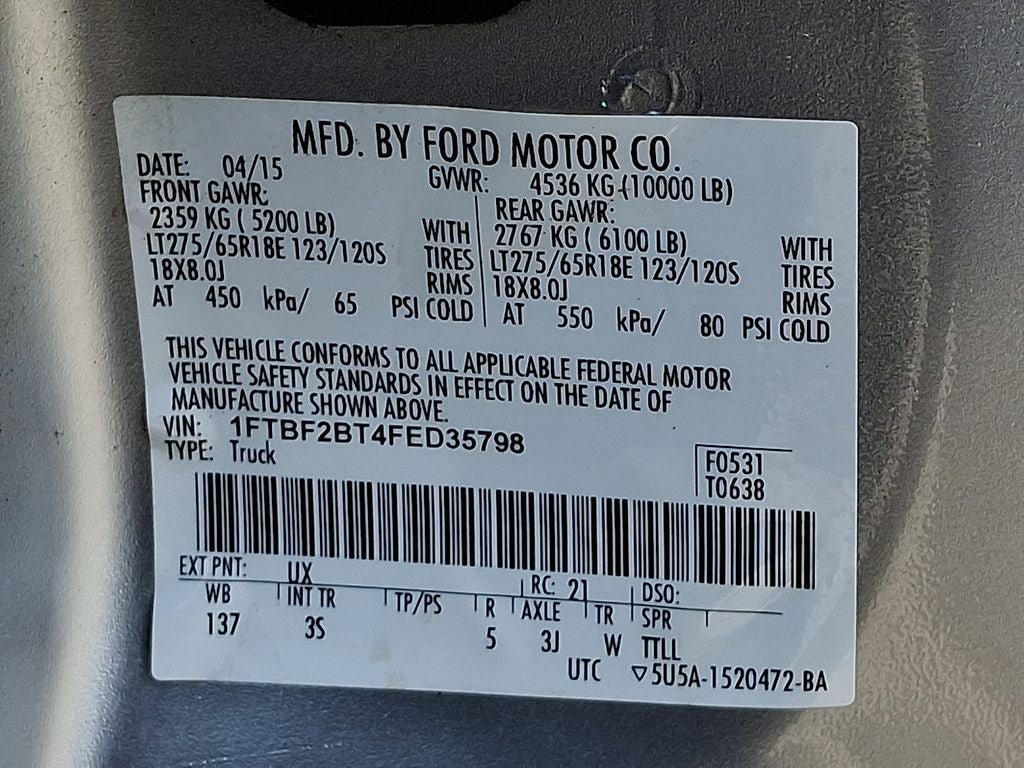 MFD. BY FORD MOTOR CO.
DATE: 04/15 GVWR: 4536 KG (10000 LB)
FRONT GAWR: REAR GAWR:
2359 KG ( 5200 LB) WITH 2767 KG ( 6100 LB) WITH
LT275/65R18E 123/120S TIRES LT275/65R18E 123/120S TIRES
18X8.0J RIMS 18X8.0J RIMS
AT 450 kPa/ 65 PSI COLD AT 550 kPa/ 80 PSI COLD
THIS VEHICLE CONFORMS TO ALL APPLICABLE FEDERAL MOTOR
VEHICLE SAFETY STANDARDS IN EFFECT ON THE DATE OF
MANUFACTURE SHOWN ABOVE.
VIN: 1FTBF2BT4FED35798
TYPE: Truck
F0531
T0638
EXT PNT: UX RC: 21 DSO:
WB INT TR TP/PS R AXLE TR SPR
137 3S 5 3J W TTLL
UTC ▽5U5A-1520472-BA